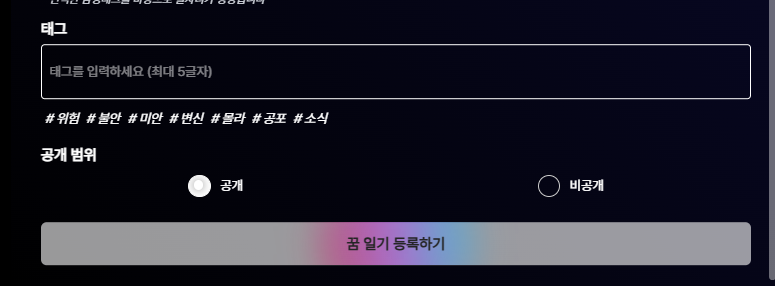 태그
태그를 입력하세요 (최대 5글자)
# 위험 # 불안 # 미안 # 변신 # 몰라 # 공포 # 소식
공개 범위
공개 비공개
꿈 일기 등록하기